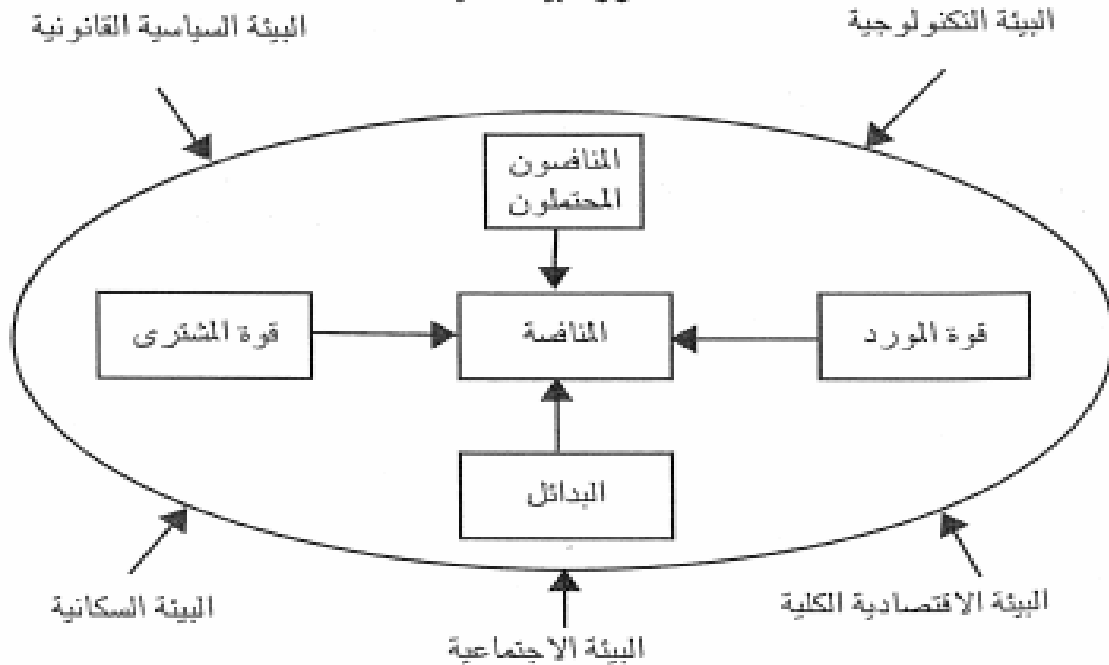 البيئة التكنولوجية
البيئة السياسية القانونية
المنافسون
المحتملون
قوة المورد
المنافسة
قوة المشترى
البدائل
البيئة الاقتصادية الكلية
البيئة السكانية
البيئة الاجتماعية